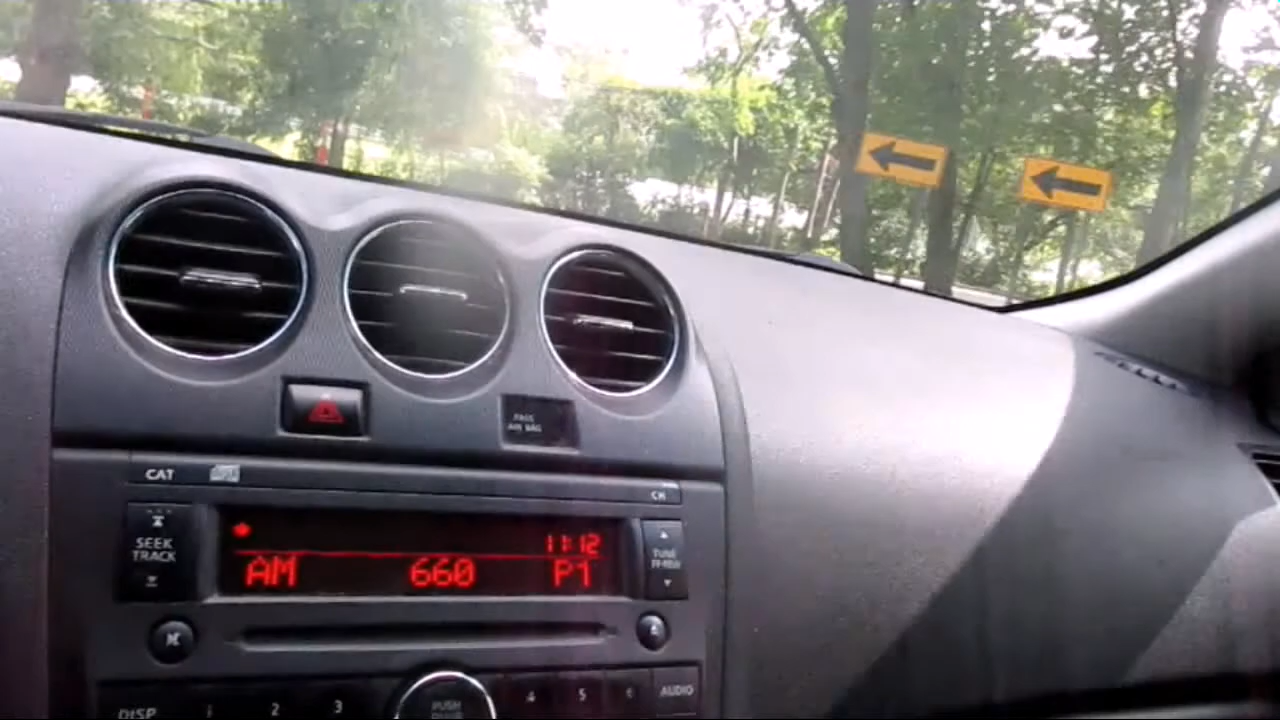 PASS
AIR BAG
CAT
CH
SEEK
TRACK
11:12
AM 660 P1
TUNE
PUSH
DISP 1 2 3 4 5 6 AUDIO